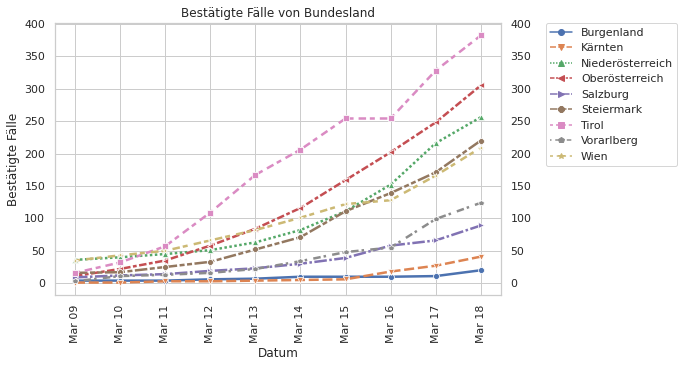 Bestätigte Fälle von Bundesland
Bestätigte Fälle
400
350
300
250
200
150
100
50
0
400
350
300
250
200
150
100
50
0
Mar 09
Mar 10
Mar 11
Mar 12
Mar 13
Mar 14
Mar 15
Mar 16
Mar 17
Mar 18
Datum
Burgenland
Kärnten
Niederösterreich
Oberösterreich
Salzburg
Steiermark
Tirol
Vorarlberg
Wien